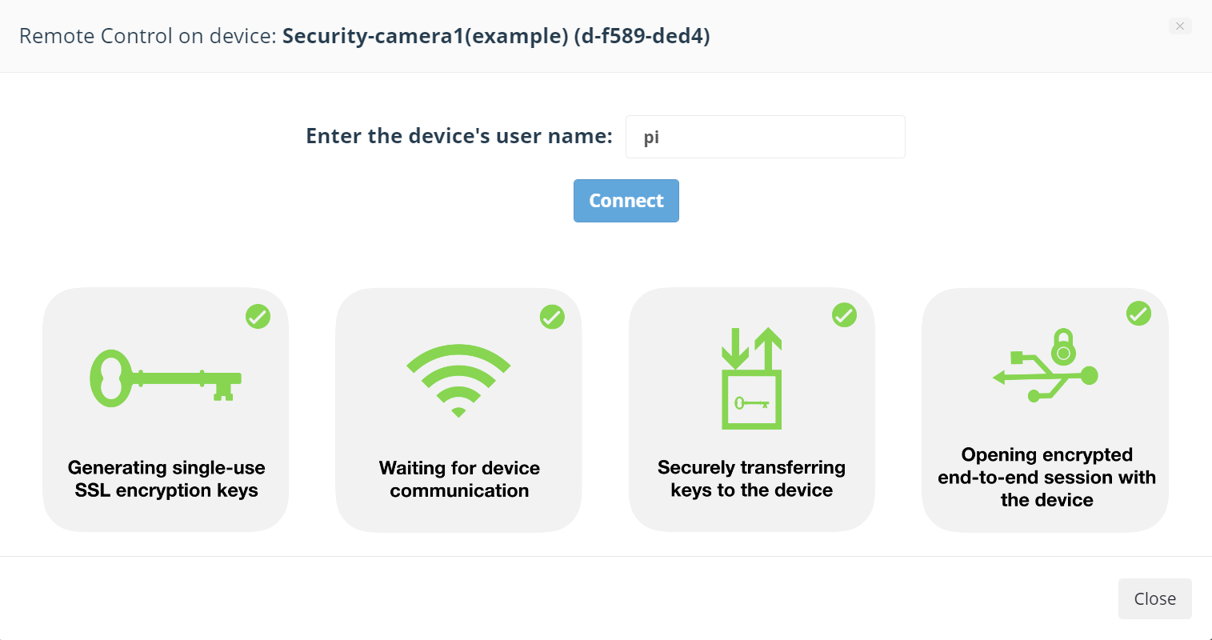 Remote Control on device: Security-camera1(example) (d-f589-ded4)
×
Enter the device's user name: pi
Connect
Generating single-use
SSL encryption keys
Waiting for device
communication
Securely transferring
keys to the device
Opening encrypted
end-to-end session with
the device
Close